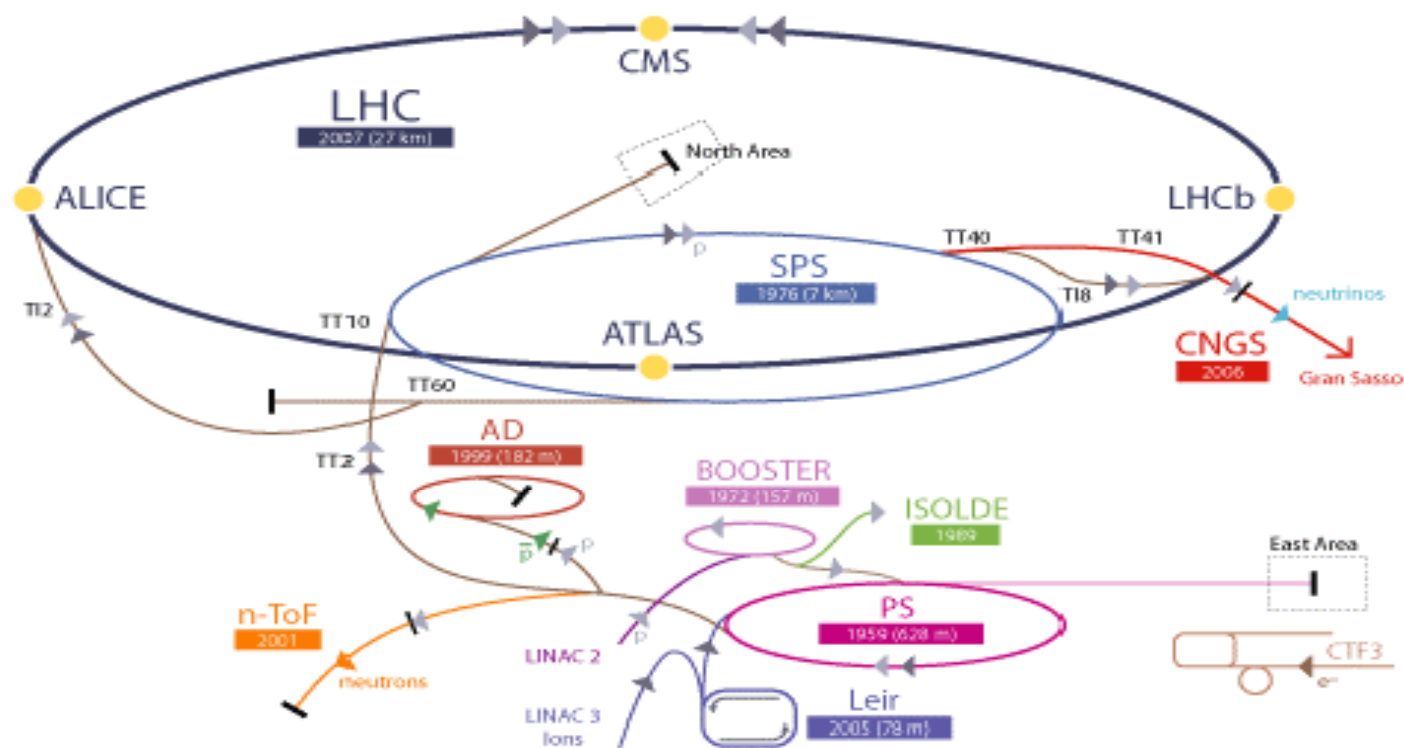 CMS
LHC
2007 (27 km)
North Area
ALICE
LHCb
TT40
TT41
p
SPS
1976 (7 km)
TI8
neutrinos
TI2
TT10
ATLAS
CNGS
2006
Gran Sasso
TT60
AD
1999 (182 m)
TT2
BOOSTER
1972 (157 m)
ISOLDE
1989
East Area
p̅
p
n-ToF
2001
PS
1959 (628 m)
p
LINAC 2
CTF3
e⁻
neutrons
LINAC 3
Ions
Leir
2005 (78 m)